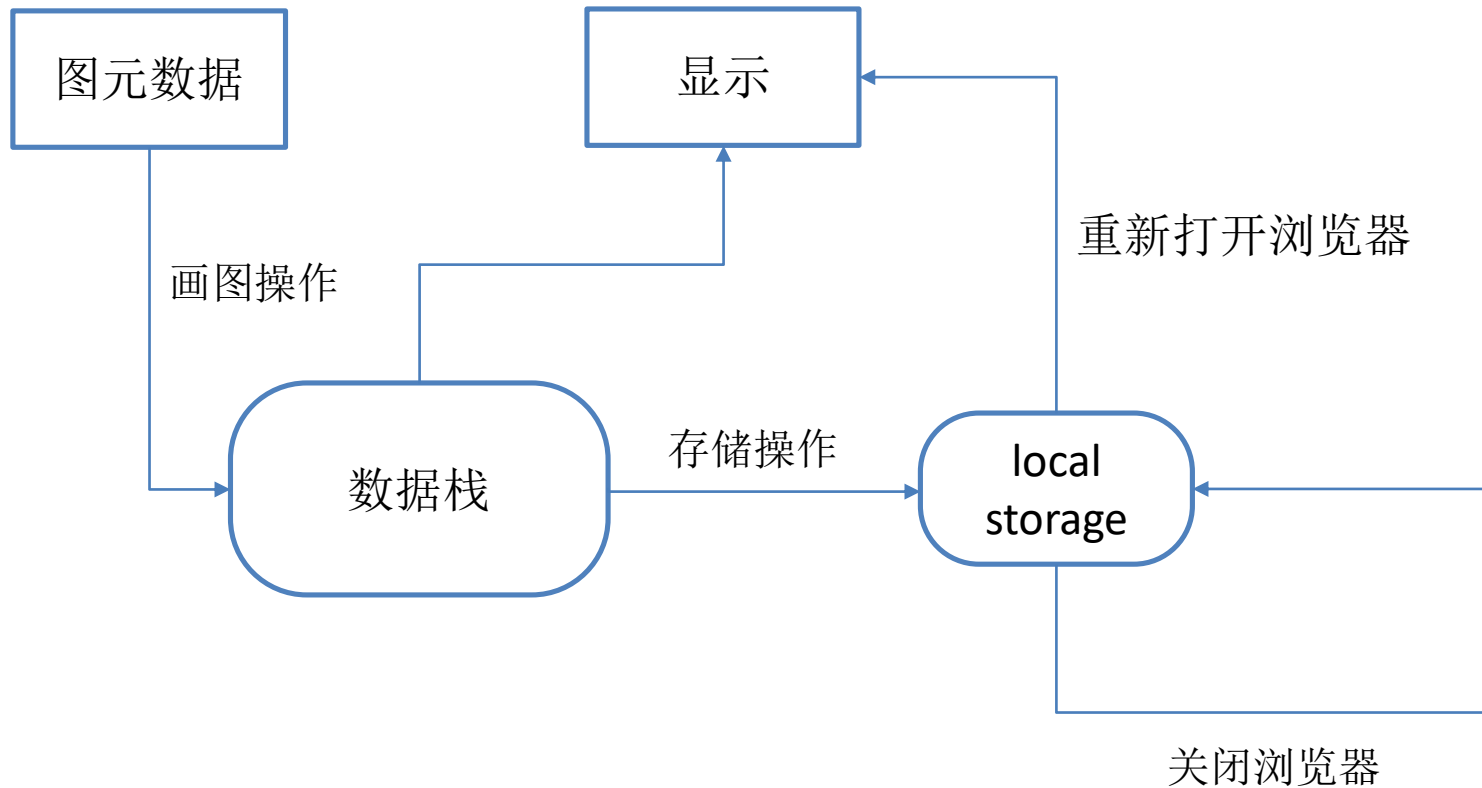 图元数据
显示
重新打开浏览器
画图操作
存储操作
local
storage
数据栈
关闭浏览器